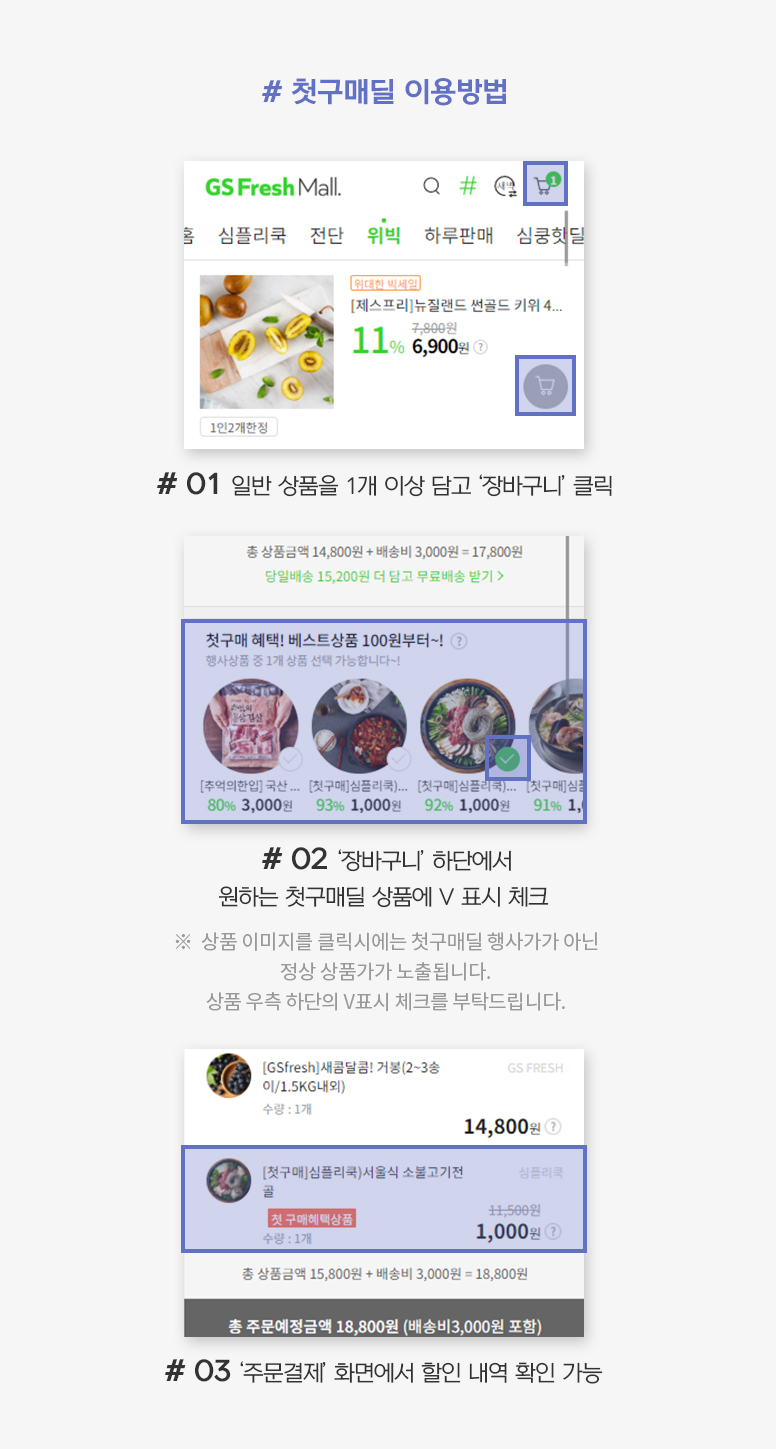 # 첫구매딜 이용방법
GS Fresh Mall.
새벽
1
홈 심플리쿡 전단 위빅 하루판매 심쿵핫딜
위대한 빅세일
[제스프리]뉴질랜드 썬골드 키위 4...
7,800원
11% 6,900원 ?
1인2개한정
# 01 일반 상품을 1개 이상 담고 ‘장바구니’ 클릭
총 상품금액 14,800원 + 배송비 3,000원 = 17,800원
당일배송 15,200원 더 담고 무료배송 받기 >
첫구매 혜택! 베스트상품 100원부터~! ?
행사상품 중 1개 상품 선택 가능합니다~!
[추억의한입] 국산 ... [첫구매]심플리쿡)... [첫구매]심플리쿡)... [첫구매]심플
80% 3,000원 93% 1,000원 92% 1,000원 91% 1,
# 02 ‘장바구니’ 하단에서
원하는 첫구매딜 상품에 V 표시 체크
※ 상품 이미지를 클릭시에는 첫구매딜 행사가가 아닌
정상 상품가가 노출됩니다.
상품 우측 하단의 V표시 체크를 부탁드립니다.
[GSfresh]새콤달콤! 거봉(2~3송 GS FRESH
이/1.5KG내외)
수량 : 1개
14,800원 ?
[첫구매]심플리쿡)서울식 소불고기전 심플리쿡
골
11,500원
첫 구매혜택상품
1,000원 ?
수량 : 1개
총 상품금액 15,800원 + 배송비 3,000원 = 18,800원
총 주문예정금액 18,800원 (배송비3,000원 포함)
# 03 ‘주문결제’ 화면에서 할인 내역 확인 가능